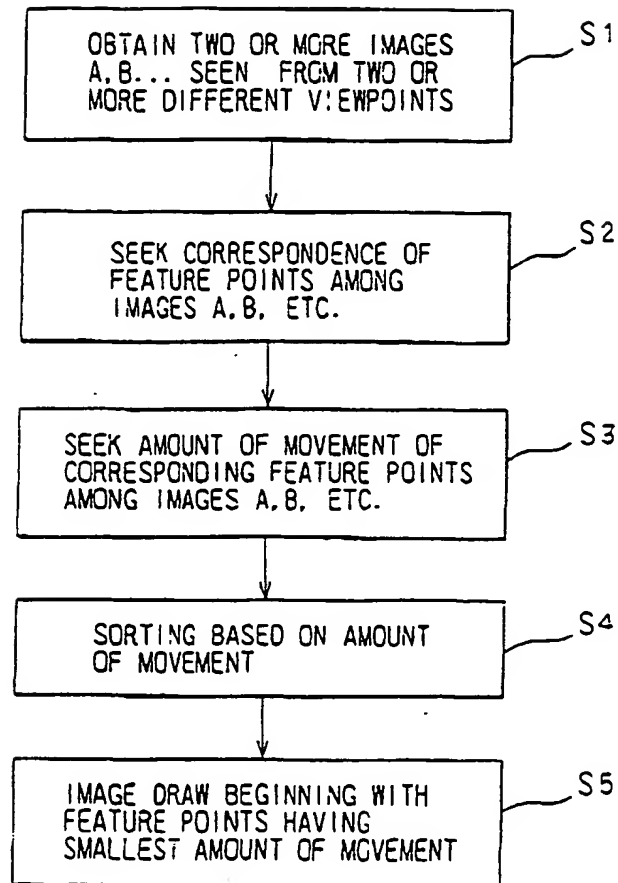 OBTAIN TWO OR MORE IMAGES
A, B... SEEN FROM TWO OR
MORE DIFFERENT VIEWPOINTS
S1
SEEK CORRESPONDENCE OF
FEATURE POINTS AMONG
IMAGES A, B, ETC.
S2
SEEK AMOUNT OF MOVEMENT OF
CORRESPONDING FEATURE POINTS
AMONG IMAGES A, B, ETC.
S3
SORTING BASED ON AMOUNT
OF MOVEMENT
S4
IMAGE DRAW BEGINNING WITH
FEATURE POINTS HAVING
SMALLEST AMOUNT OF MOVEMENT
S5